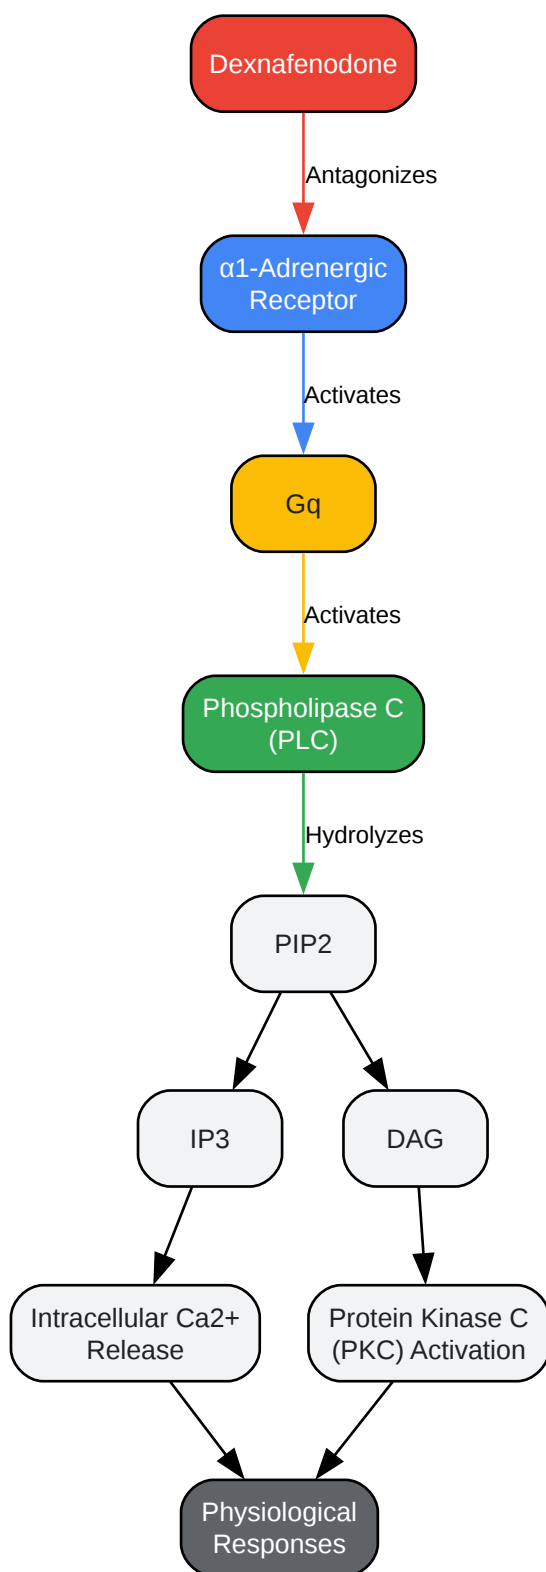 Dexnafenodone
Antagonizes
α1-Adrenergic
Receptor
Activates
Gq
Activates
Phospholipase C
(PLC)
Hydrolyzes
PIP2
IP3
DAG
Intracellular Ca2+
Release
Protein Kinase C
(PKC) Activation
Physiological
Responses